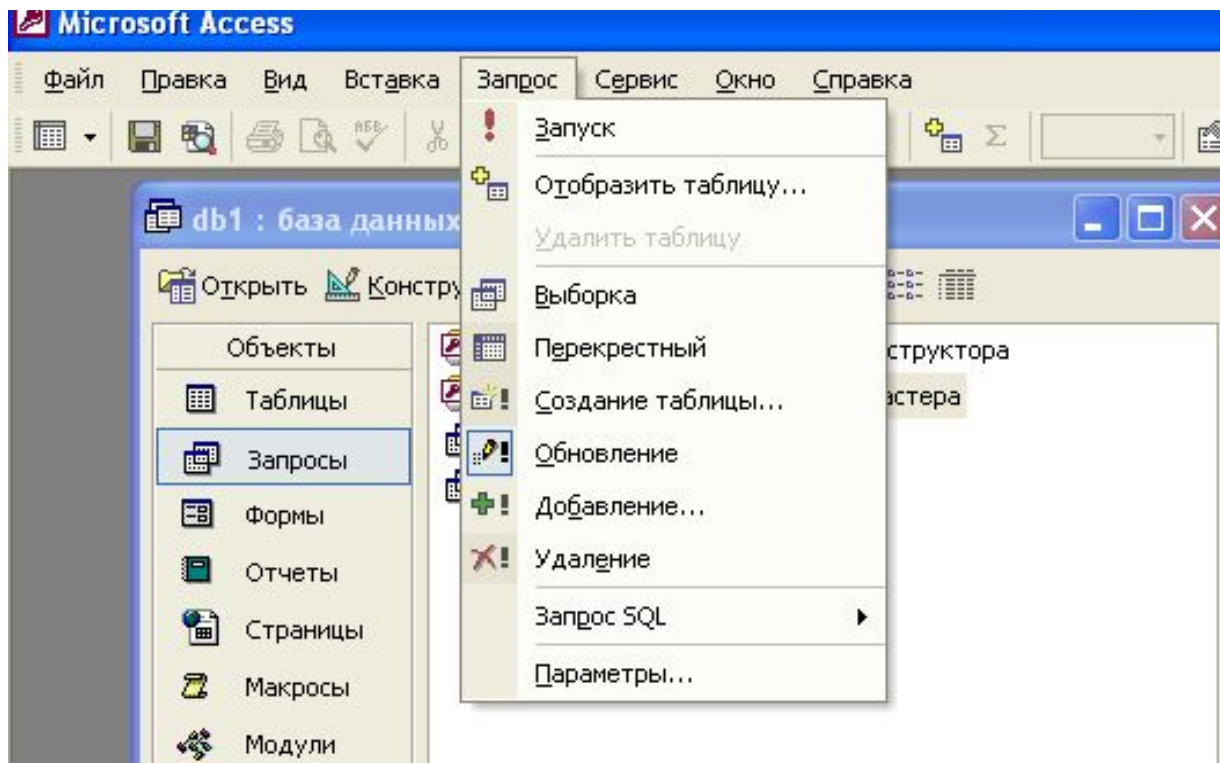 Microsoft Access
Файл Правка Вид Вставка Запрос Сервис Окно Справка
Запуск
Отобразить таблицу...
Удалить таблицу
db1 : база данных
Открыть Констру
Выборка
Объекты
Перекрестный
структора
Таблицы
Создание таблицы...
астера
Запросы
Обновление
Формы
Добавление...
Отчеты
Удаление
Страницы
Запрос SQL
Макросы
Параметры...
Модули